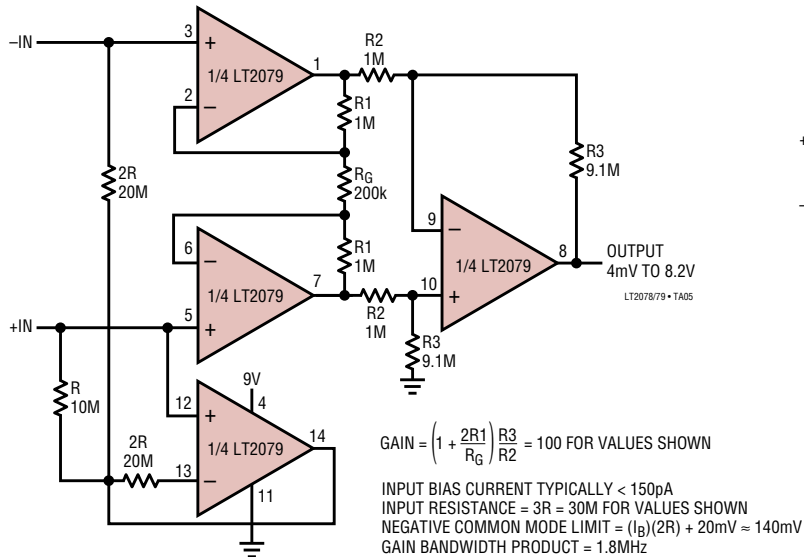 –IN
3
+
1/4 LT2079
2
–
1
R2
1M
R1
1M
RG
200k
R1
1M
R3
9.1M
2R
20M
6
–
1/4 LT2079
5
+
7
R2
1M
9
–
1/4 LT2079
10
+
8
OUTPUT
4mV TO 8.2V
LT2078/79 • TA05
R3
9.1M
+IN
R
10M
9V
4
12
+
1/4 LT2079
13
–
14
11
2R
20M
GAIN = (1 + 2R1/RG) R3/R2 = 100 FOR VALUES SHOWN
INPUT BIAS CURRENT TYPICALLY < 150pA
INPUT RESISTANCE = 3R = 30M FOR VALUES SHOWN
NEGATIVE COMMON MODE LIMIT = (IB)(2R) + 20mV ≈ 140mV
GAIN BANDWIDTH PRODUCT = 1.8MHz
+
–